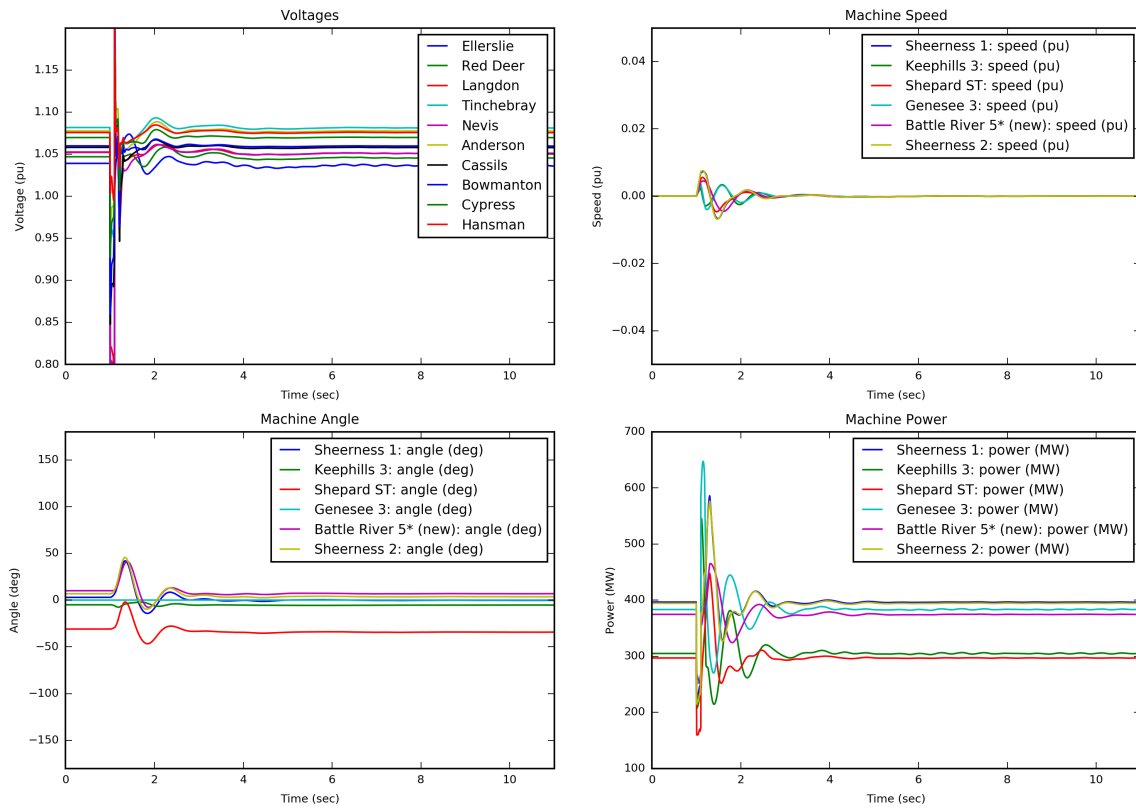 Voltages
1.15
1.10
1.05
1.00
0.95
0.90
0.85
0.80
Voltage (pu)
0 2 4 6 8 10
Time (sec)
Ellerslie
Red Deer
Langdon
Tinchebray
Nevis
Anderson
Cassils
Bowmanton
Cypress
Hansman
Machine Speed
0.04
0.02
0.00
−0.02
−0.04
Speed (pu)
0 2 4 6 8 10
Time (sec)
Sheerness 1: speed (pu)
Keephills 3: speed (pu)
Shepard ST: speed (pu)
Genesee 3: speed (pu)
Battle River 5* (new): speed (pu)
Sheerness 2: speed (pu)
Machine Angle
150
100
50
0
−50
−100
−150
Angle (deg)
0 2 4 6 8 10
Time (sec)
Sheerness 1: angle (deg)
Keephills 3: angle (deg)
Shepard ST: angle (deg)
Genesee 3: angle (deg)
Battle River 5* (new): angle (deg)
Sheerness 2: angle (deg)
Machine Power
700
600
500
400
300
200
100
Power (MW)
0 2 4 6 8 10
Time (sec)
Sheerness 1: power (MW)
Keephills 3: power (MW)
Shepard ST: power (MW)
Genesee 3: power (MW)
Battle River 5* (new): power (MW)
Sheerness 2: power (MW)